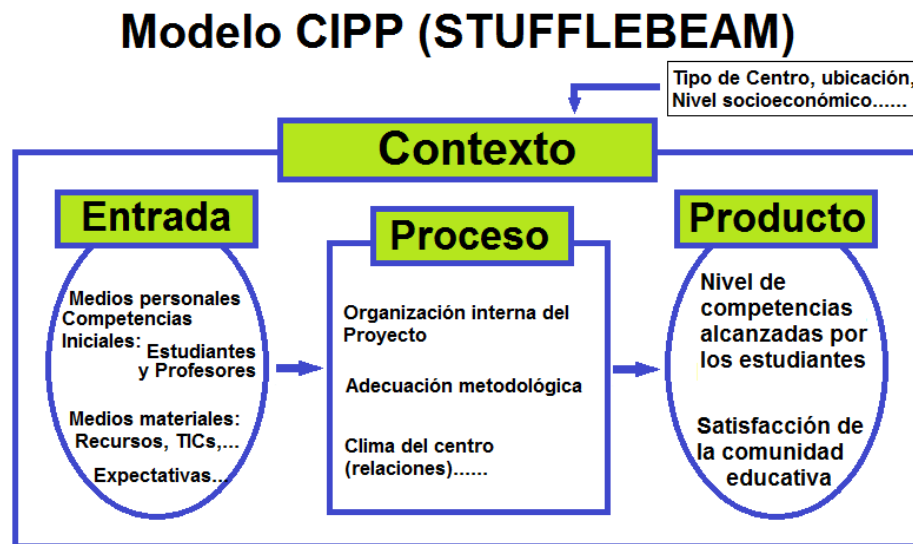 Modelo CIPP (STUFFLEBEAM)
Tipo de Centro, ubicación,
Nivel socioeconómico......
Contexto
Entrada
Medios personales
Competencias
Iniciales:
Estudiantes
y Profesores
Medios materiales:
Recursos, TICs,...
Expectativas...
Proceso
Organización interna del
Proyecto
Adecuación metodológica
Clima del centro
(relaciones)......
Producto
Nivel de
competencias
alcanzadas por
los estudiantes
Satisfacción de
la comunidad
educativa